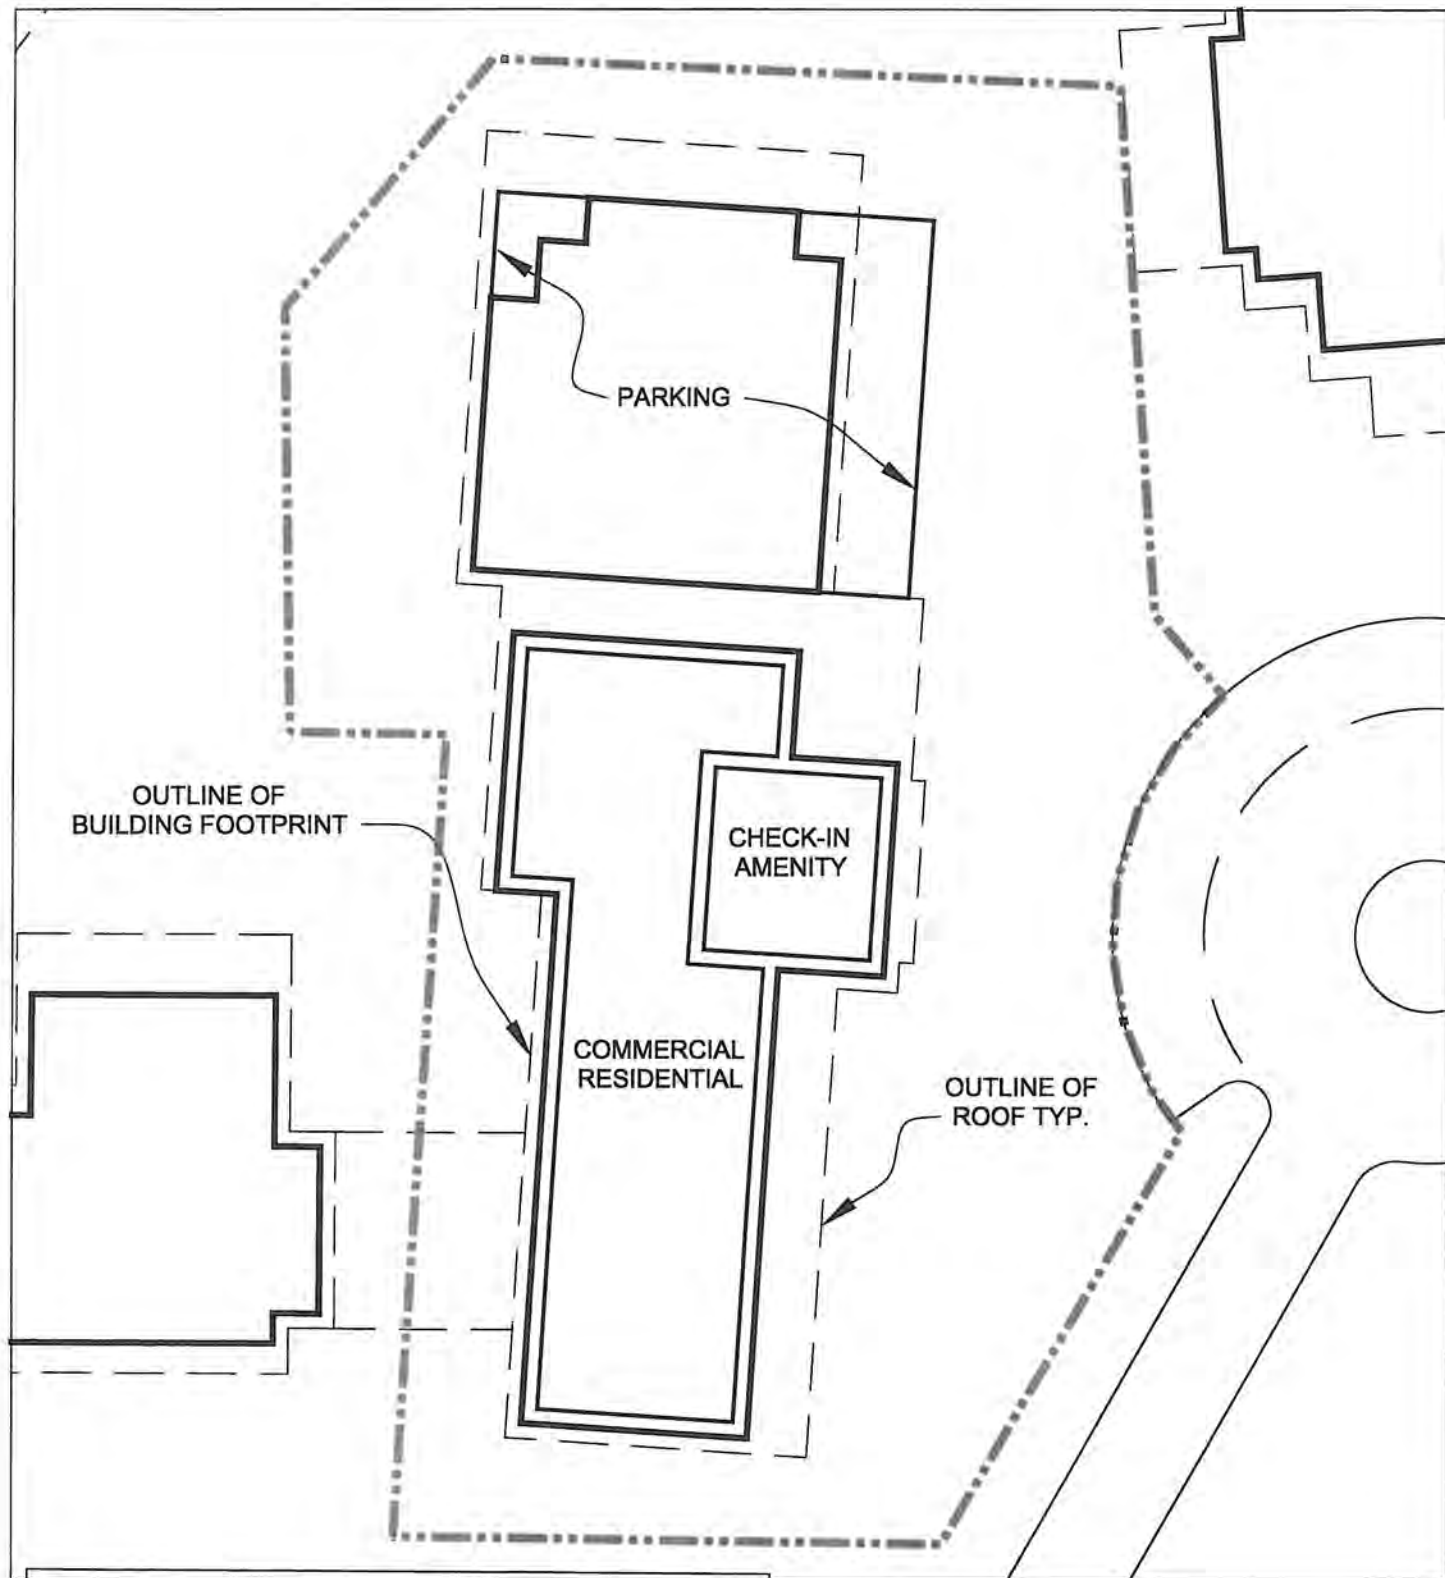 PARKING
OUTLINE OF
BUILDING FOOTPRINT
CHECK-IN
AMENITY
COMMERCIAL
RESIDENTIAL
OUTLINE OF
ROOF TYP.